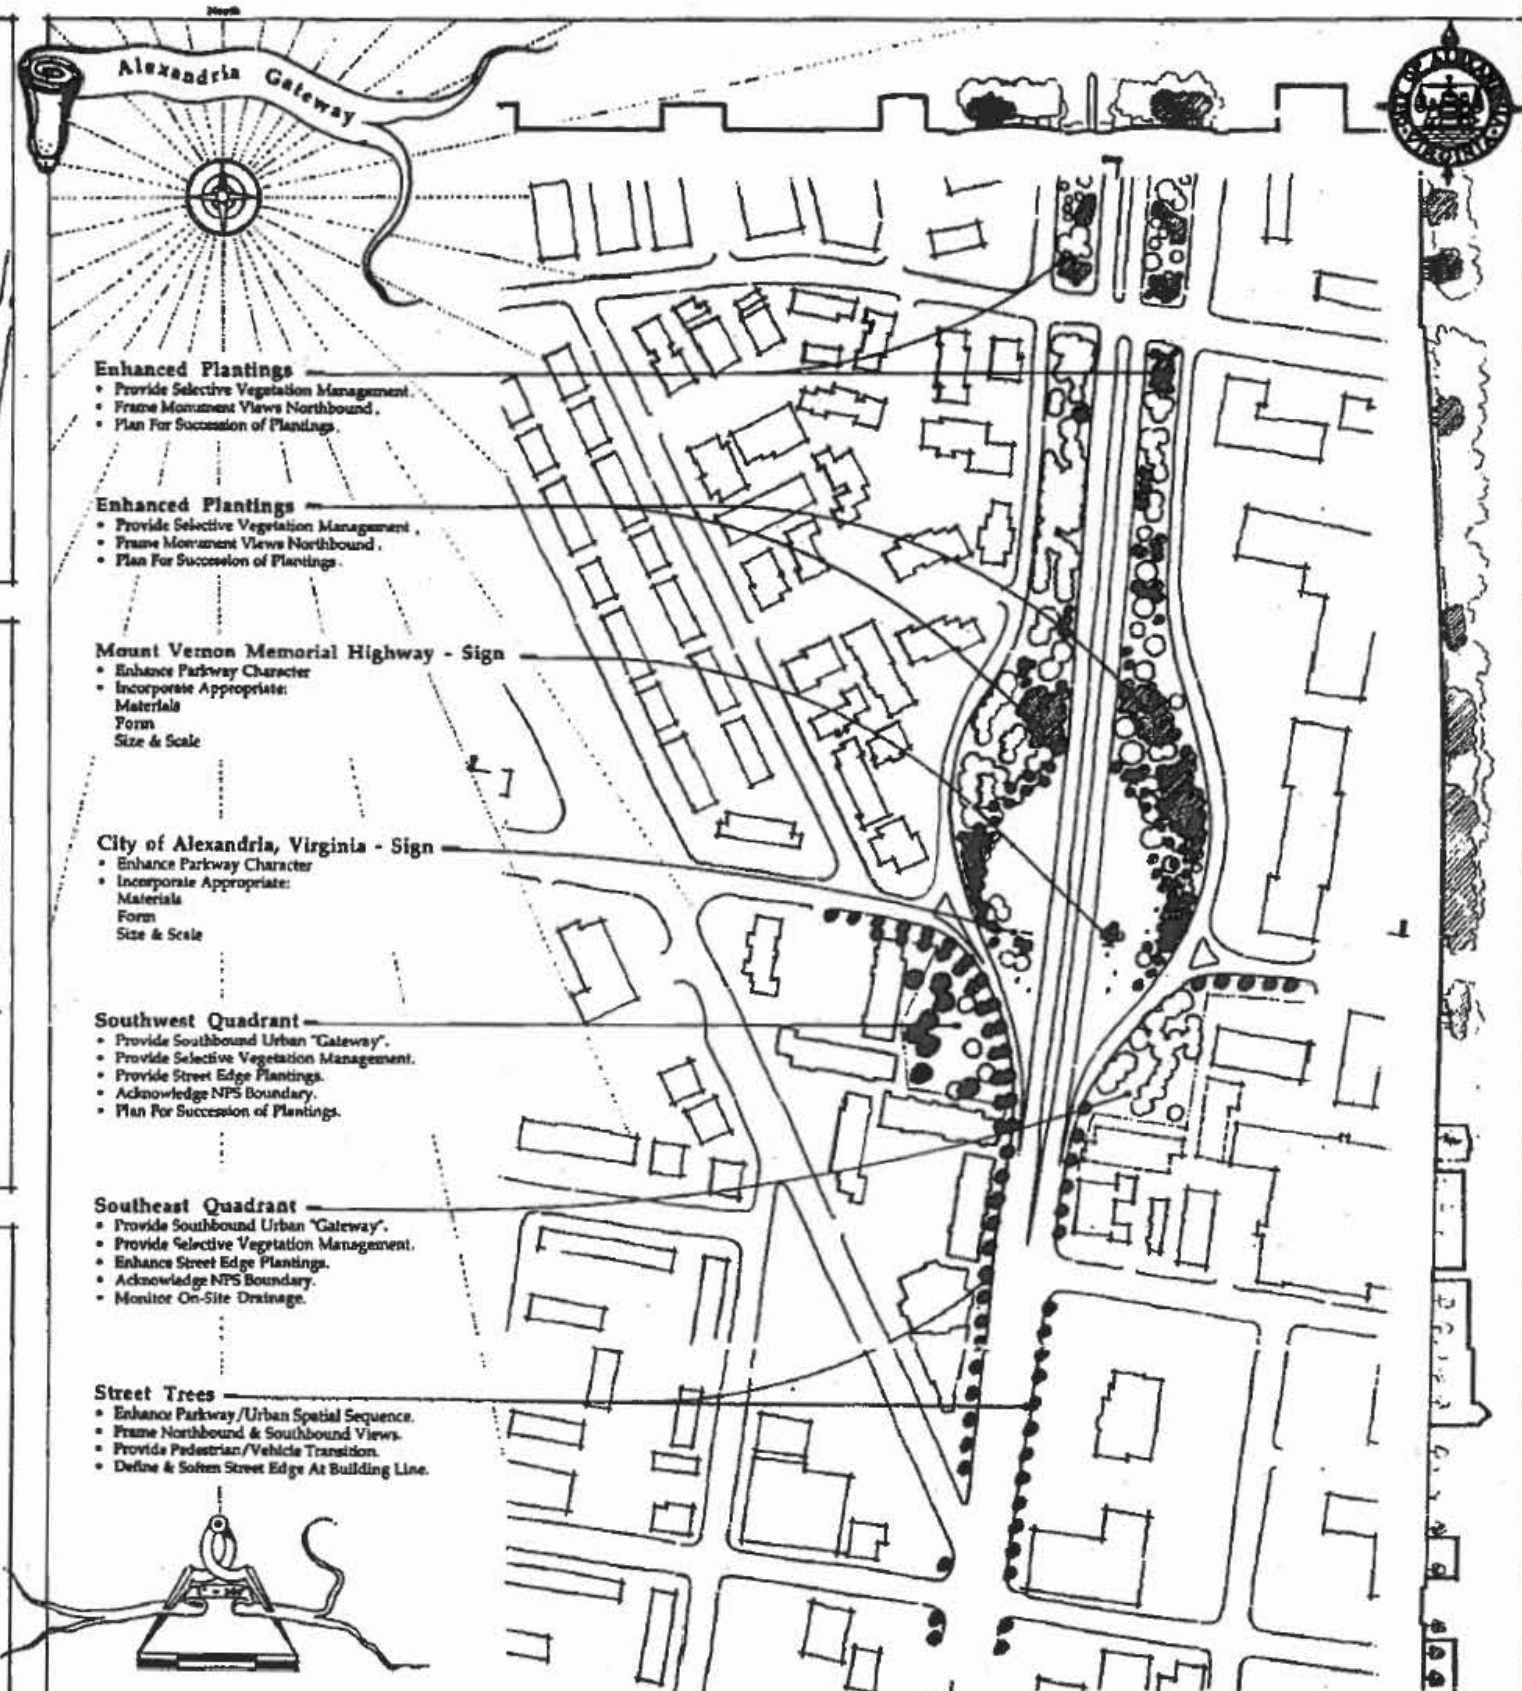 North
Alexandria Gateway
CITY OF ALEXANDRIA
VIRGINIA
Enhanced Plantings
• Provide Selective Vegetation Management.
• Frame Monument Views Northbound.
• Plan For Succession of Plantings.
Enhanced Plantings
• Provide Selective Vegetation Management.
• Frame Monument Views Northbound.
• Plan For Succession of Plantings.
Mount Vernon Memorial Highway - Sign
• Enhance Parkway Character
• Incorporate Appropriate:
Materials
Form
Size & Scale
City of Alexandria, Virginia - Sign
• Enhance Parkway Character
• Incorporate Appropriate:
Materials
Form
Size & Scale
Southwest Quadrant
• Provide Southbound Urban "Gateway".
• Provide Selective Vegetation Management.
• Provide Street Edge Plantings.
• Acknowledge NPS Boundary.
• Plan For Succession of Plantings.
Southeast Quadrant
• Provide Southbound Urban "Gateway".
• Provide Selective Vegetation Management.
• Enhance Street Edge Plantings.
• Acknowledge NPS Boundary.
• Monitor On-Site Drainage.
Street Trees
• Enhance Parkway/Urban Spatial Sequence.
• Frame Northbound & Southbound Views.
• Provide Pedestrian/Vehicle Transition.
• Define & Soften Street Edge At Building Line.